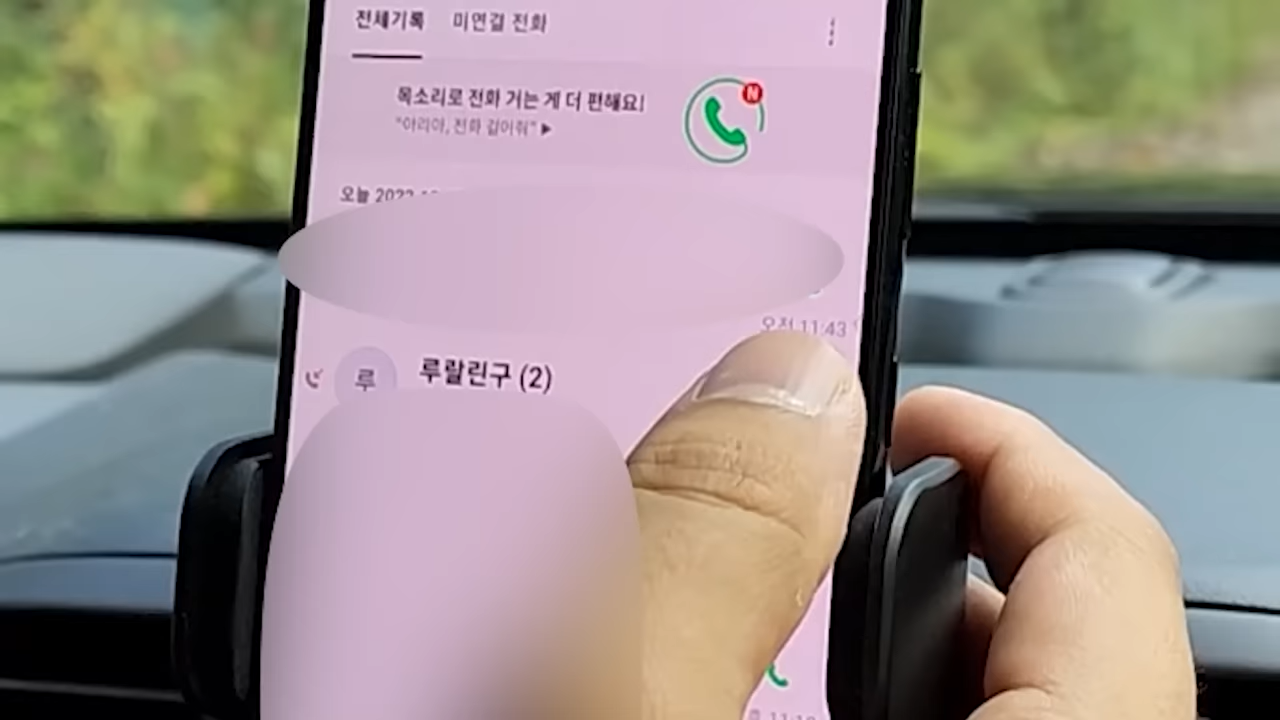 전체기록 미연결 전화
목소리로 전화 거는 게 더 편해요!
"아리아, 전화 걸어줘" ▶
N
오늘 2022
오전 11:43
루 루랄린구 (2)